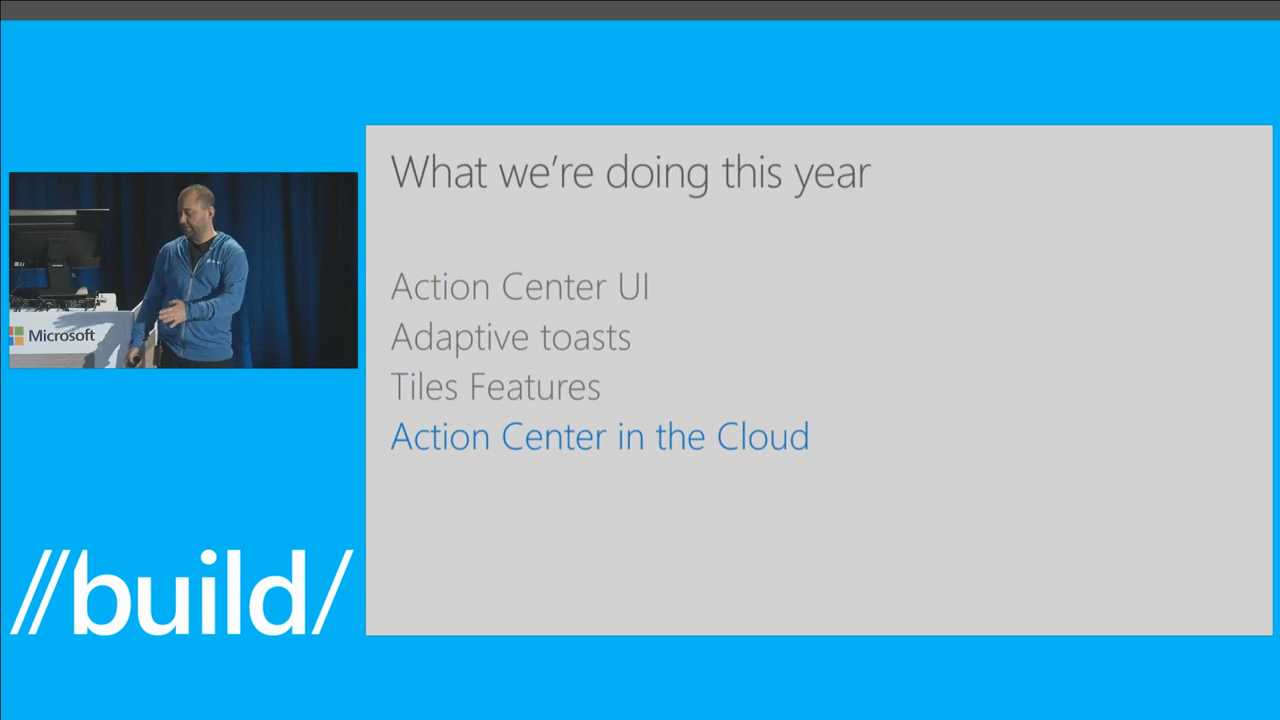 What we're doing this year
Action Center UI
Adaptive toasts
Tiles Features
Action Center in the Cloud
Microsoft
//build/